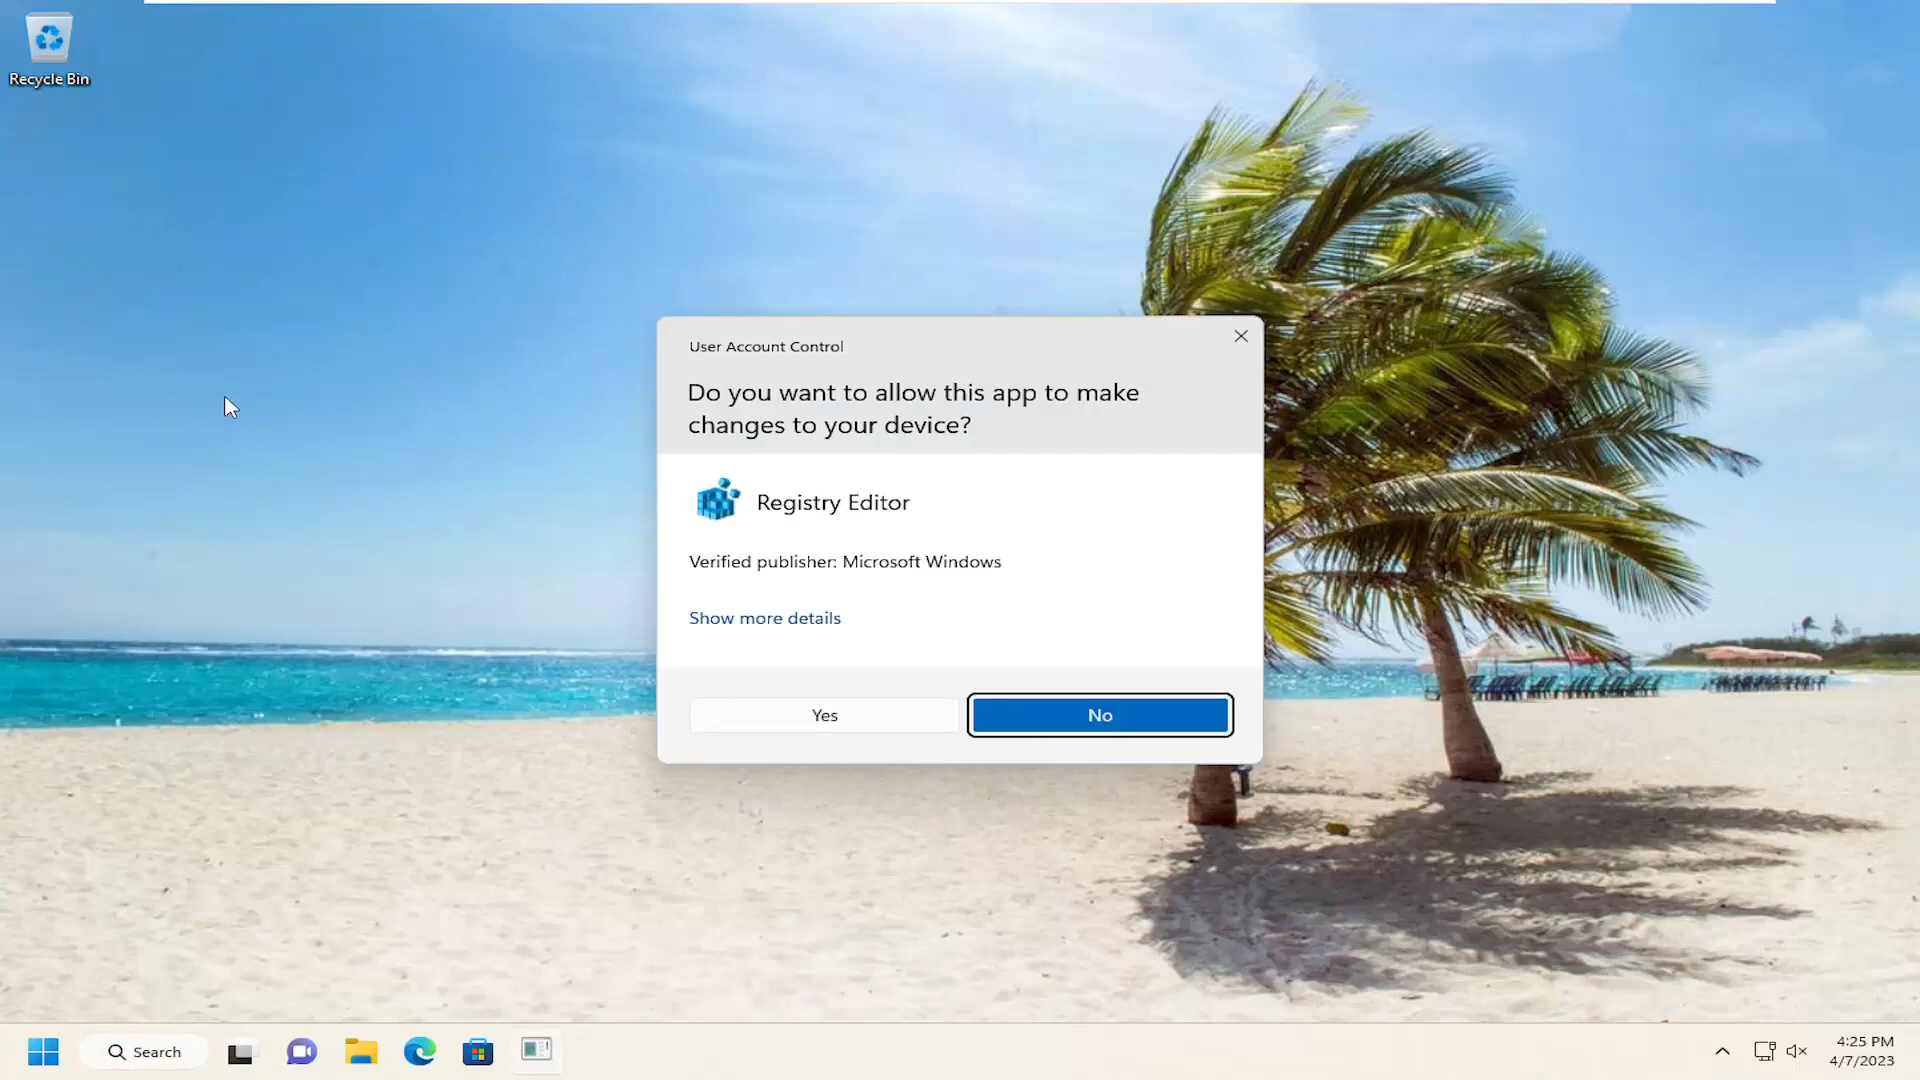 Recycle Bin
User Account Control
Do you want to allow this app to make
changes to your device?
Registry Editor
Verified publisher: Microsoft Windows
Show more details
Yes
No
Search
4:25 PM
4/7/2023